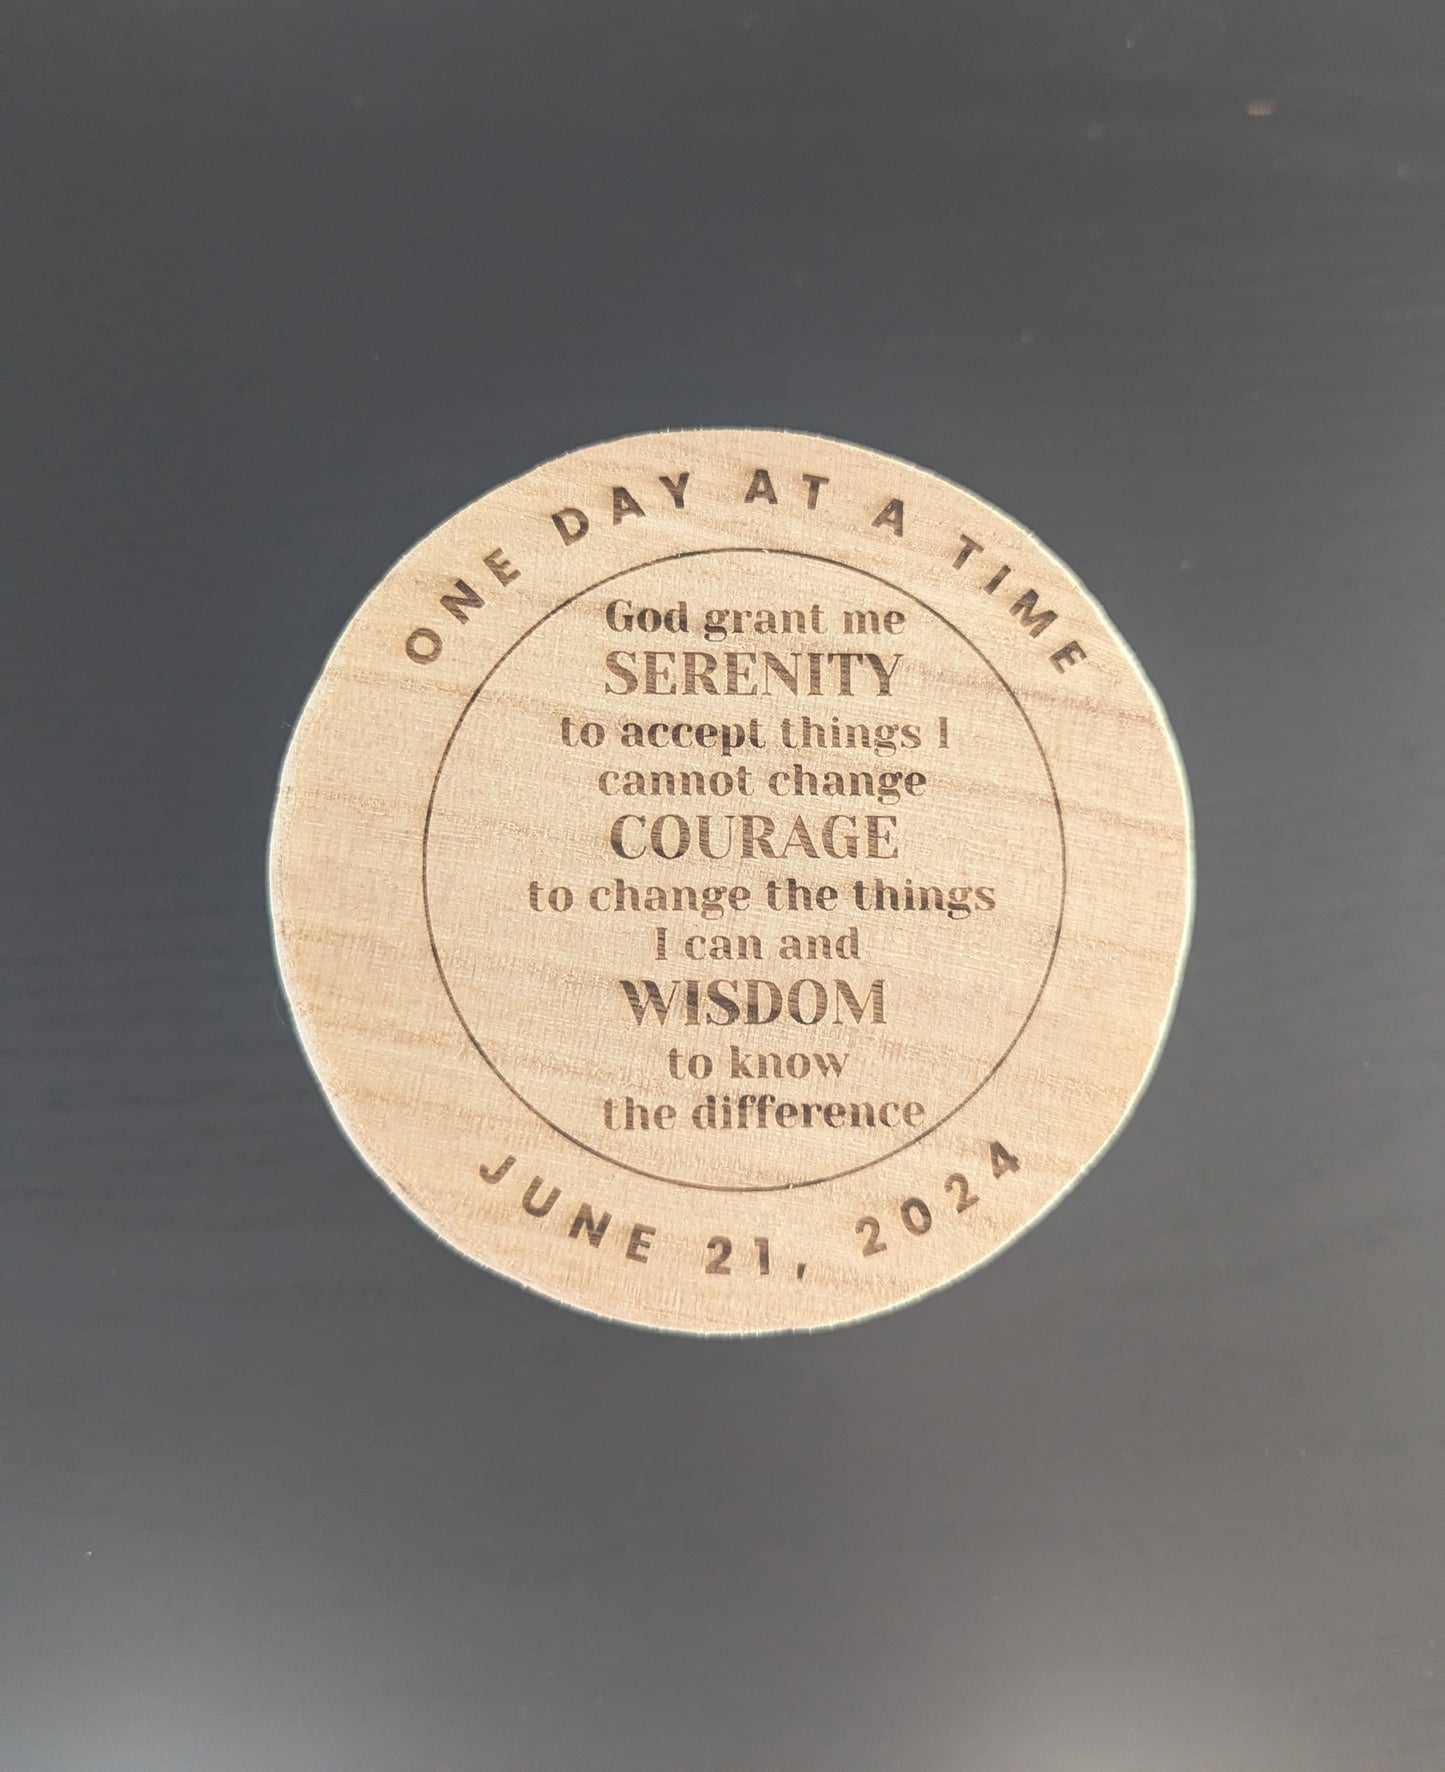 ONE DAY AT A TIME
God grant me
SERENITY
to accept things I
cannot change
COURAGE
to change the things
I can and
WISDOM
to know
the difference
JUNE 21, 2024